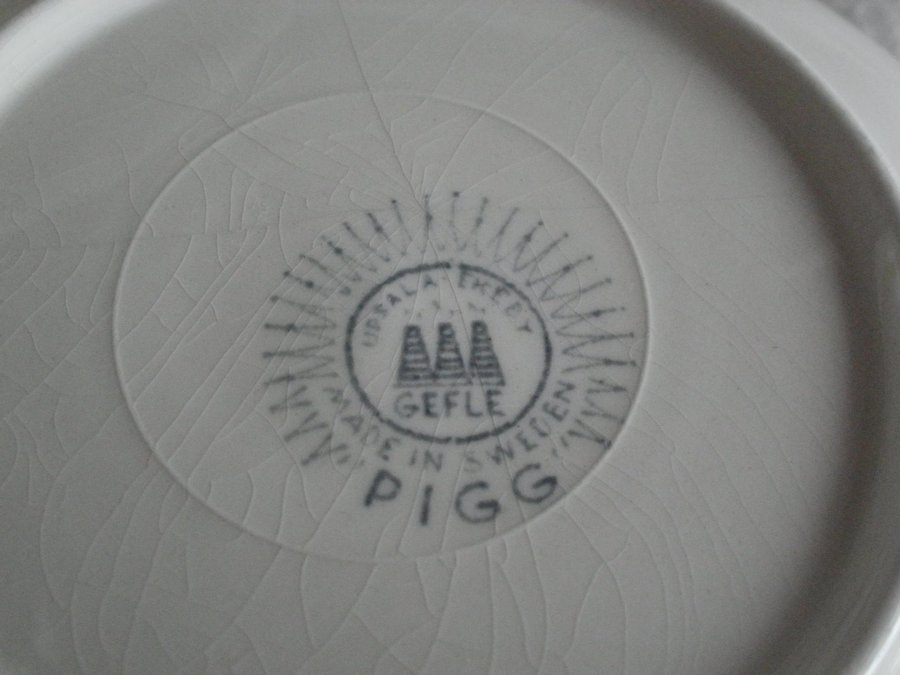 UPSALA-EKEBY
GEFLE
MADE IN SWEDEN
PIGG